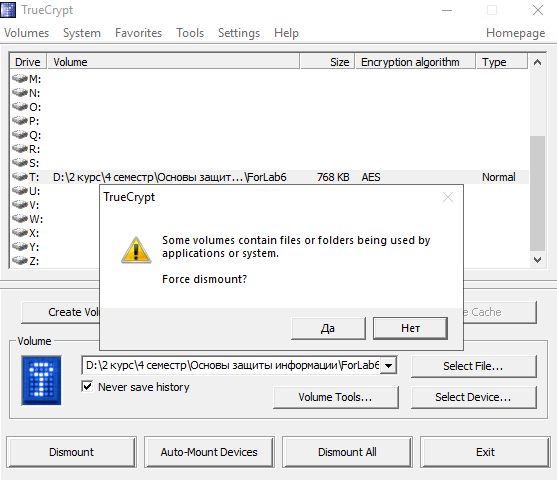 TrueCrypt
Volumes System Favorites Tools Settings Help Homepage
Drive Volume Size Encryption algorithm Type
M:
N:
O:
P:
Q:
R:
S:
T: D:\2 курс\4 семестр\Основы защит...\ForLab6 768 KB AES Normal
U:
V:
W:
X:
Y:
Z:
TrueCrypt
Some volumes contain files or folders being used by
applications or system.
Force dismount?
Да Нет
Create Volu Cache
Volume
D:\2 курс\4 семестр\Основы защиты информации\ForLab6
Select File...
Never save history
Volume Tools... Select Device...
Dismount Auto-Mount Devices Dismount All Exit